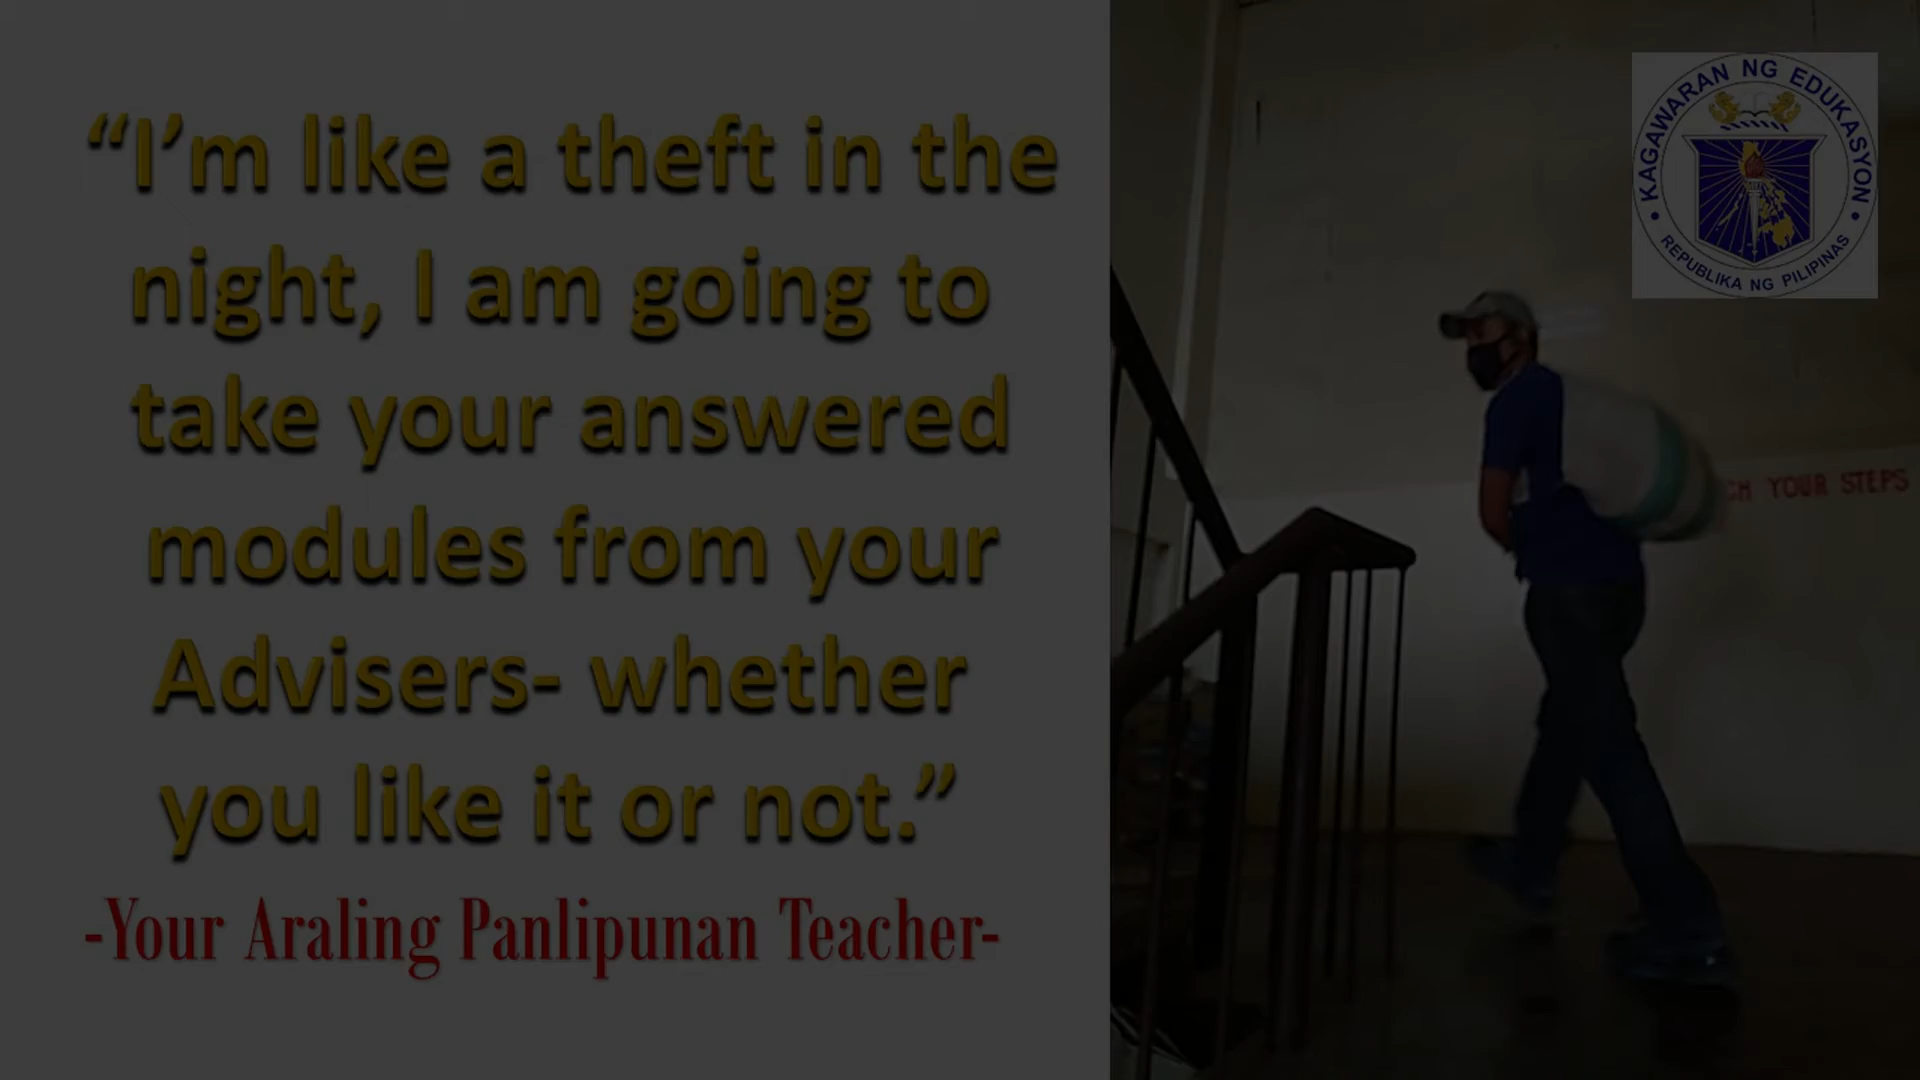 “I’m like a theft in the
night, I am going to
take your answered
modules from your
Advisers- whether
you like it or not.”
-Your Araling Panlipunan Teacher-
KAGAWARAN NG EDUKASYON
REPUBLIKA NG PILIPINAS
YOUR STEPS